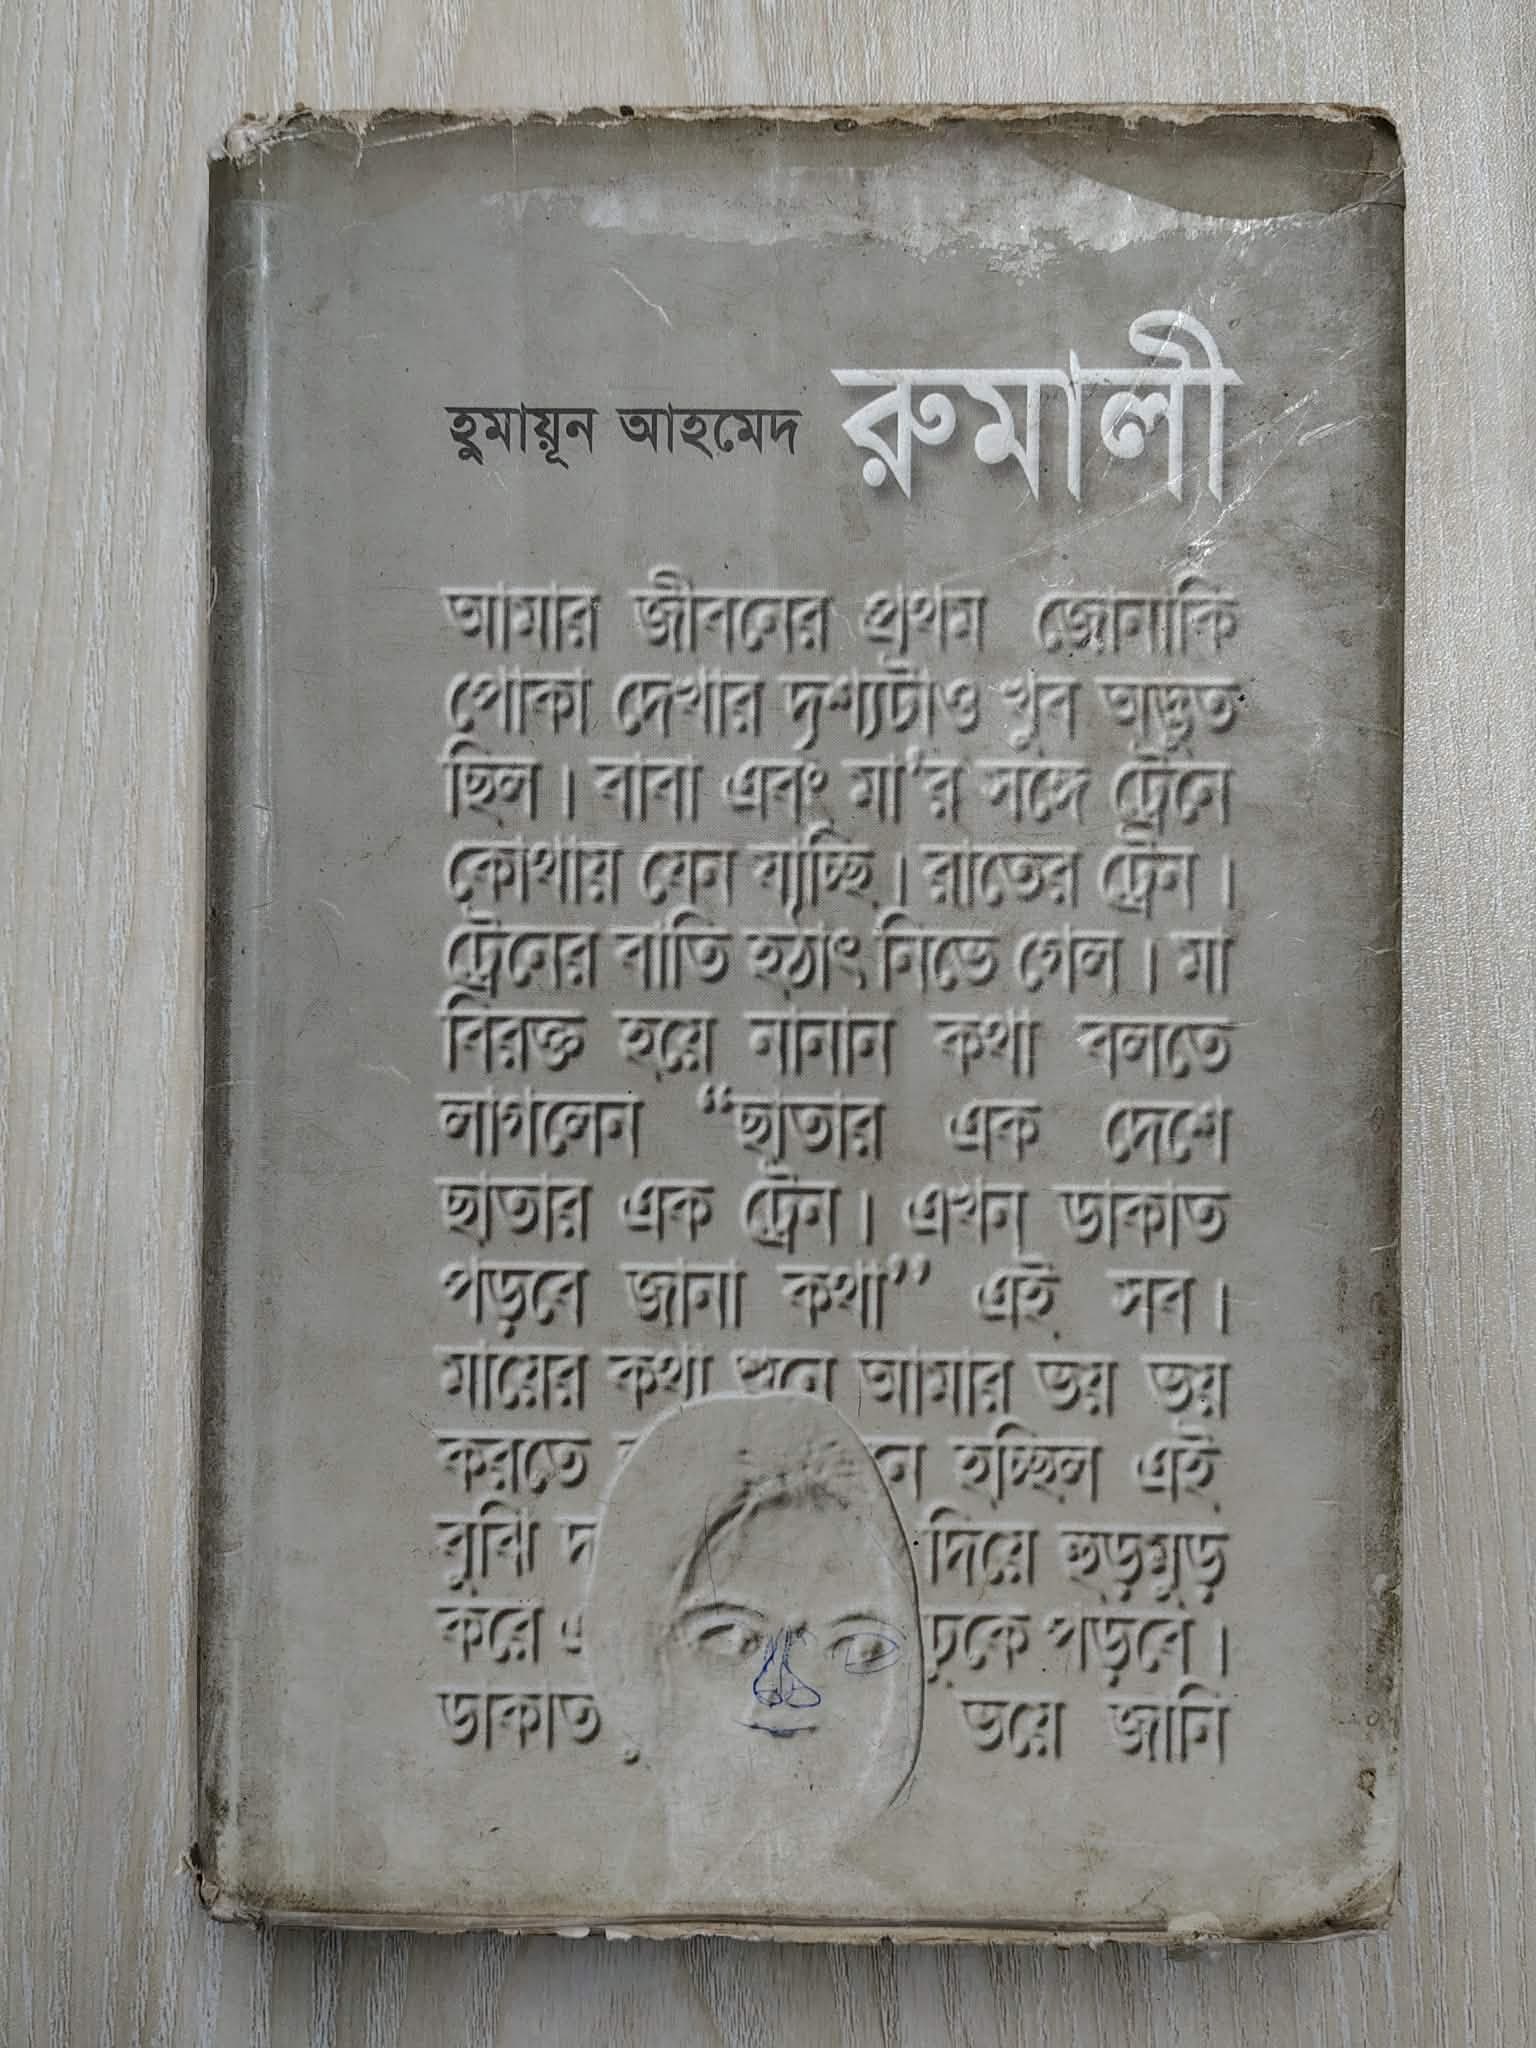 হুমায়ূন আহমেদ রুমালী
আমার জীবনের প্রথম জোনাকি
পোকা দেখার দৃশ্যটাও খুব অদ্ভুত
ছিল। বাবা এবং মা'র সঙ্গে ট্রেনে
কোথায় যেন যাচ্ছি। রাতের ট্রেন।
ট্রেনের বাতি হঠাৎ নিভে গেল। মা
বিরক্ত হয়ে নানান কথা বলতে
লাগলেন “ছাতার এক দেশে
ছাতার এক ট্রেন। এখন ডাকাত
পড়বে জানা কথা” এই সব।
মায়ের কথা শুনে আমার ভয় ভয়
করতে হচ্ছিল এই
বুঝি দিয়ে হুড়মুড়
করে ঢুকে পড়বে।
ডাকাত ভয়ে জানি